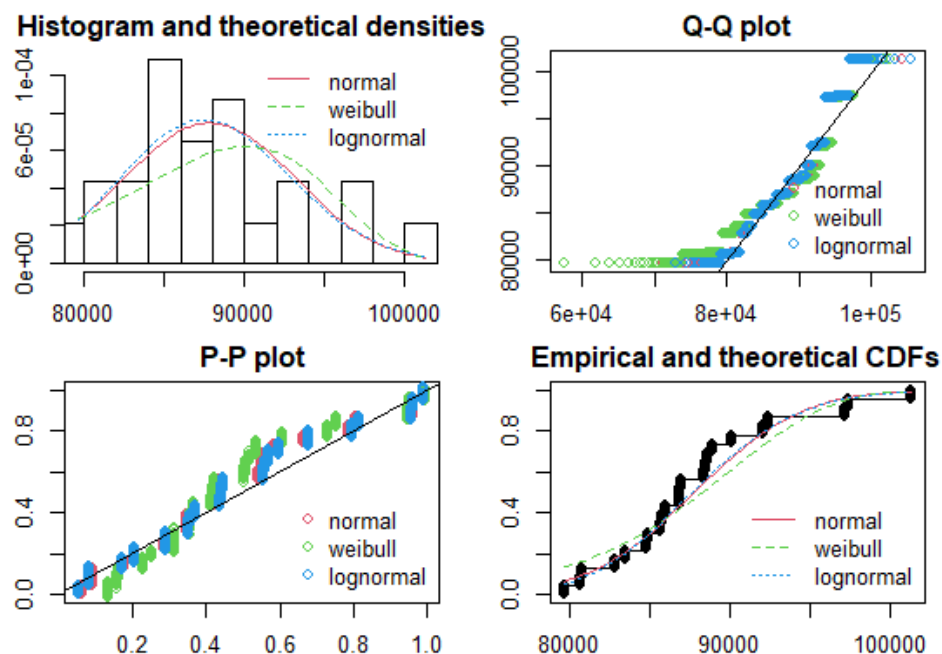 Histogram and theoretical densities
1e-04
6e-05
0e+00
normal
weibull
lognormal
80000 90000 100000
Q-Q plot
100000
90000
80000
normal
weibull
lognormal
6e+04 8e+04 1e+05
P-P plot
0.8
0.4
0.0
normal
weibull
lognormal
0.2 0.4 0.6 0.8 1.0
Empirical and theoretical CDFs
0.8
0.4
0.0
normal
weibull
lognormal
80000 90000 100000